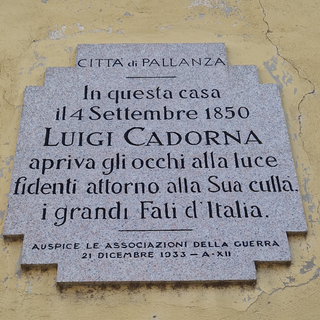 CITTA di PALLANZA
In questa casa
il 4 Settembre 1850
LUIGI CADORNA
apriva gli occhi alla luce
fidenti attorno alla Sua culla.
i grandi Fati d'Italia.
AUSPICE LE ASSOCIAZIONI DELLA GUERRA
21 DICEMBRE 1933 - A·XII